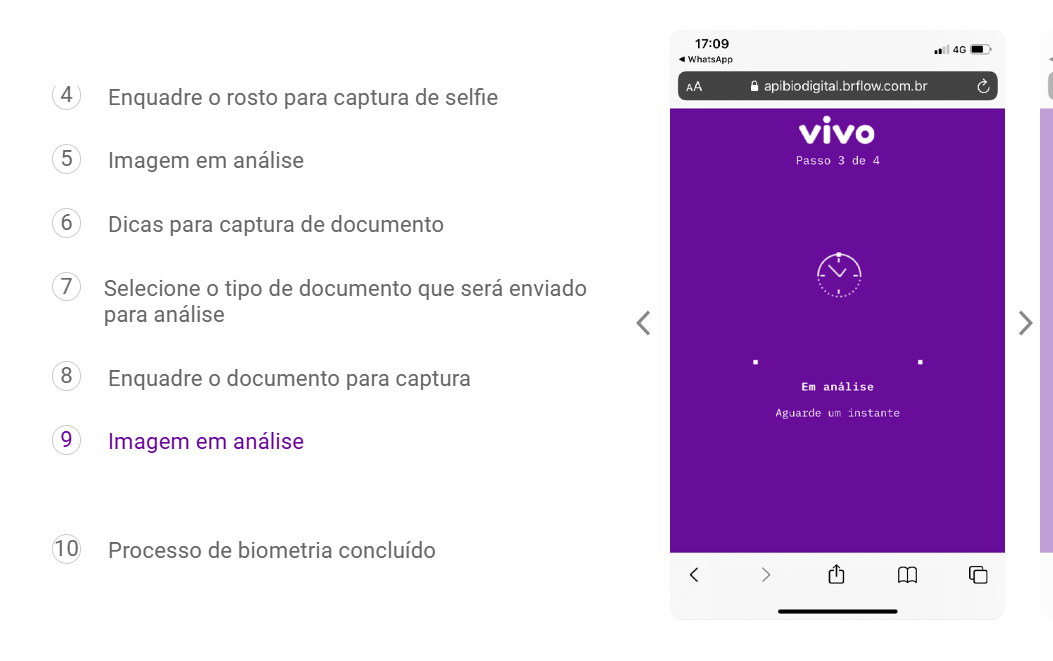 4 Enquadre o rosto para captura de selfie
5 Imagem em análise
6 Dicas para captura de documento
7 Selecione o tipo de documento que será enviado
para análise
8 Enquadre o documento para captura
9 Imagem em análise
10 Processo de biometria concluído
17:09
4G
◀ WhatsApp
AA apibiodigital.brflow.com.br
vivo
Passo 3 de 4
Em análise
Aguarde um instante